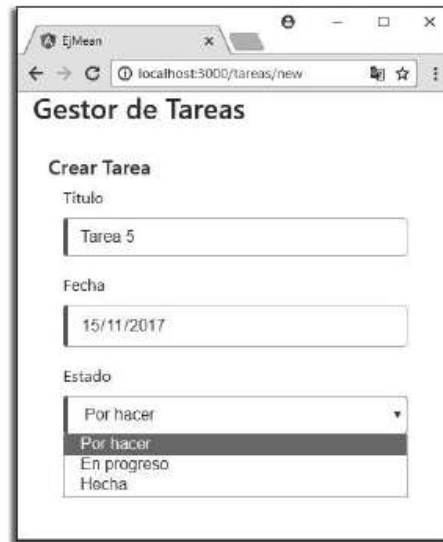 EjMean
localhost:3000/tareas/new
Gestor de Tareas
Crear Tarea
Título
Tarea 5
Fecha
15/11/2017
Estado
Por hacer
Por hacer
En progreso
Hecha